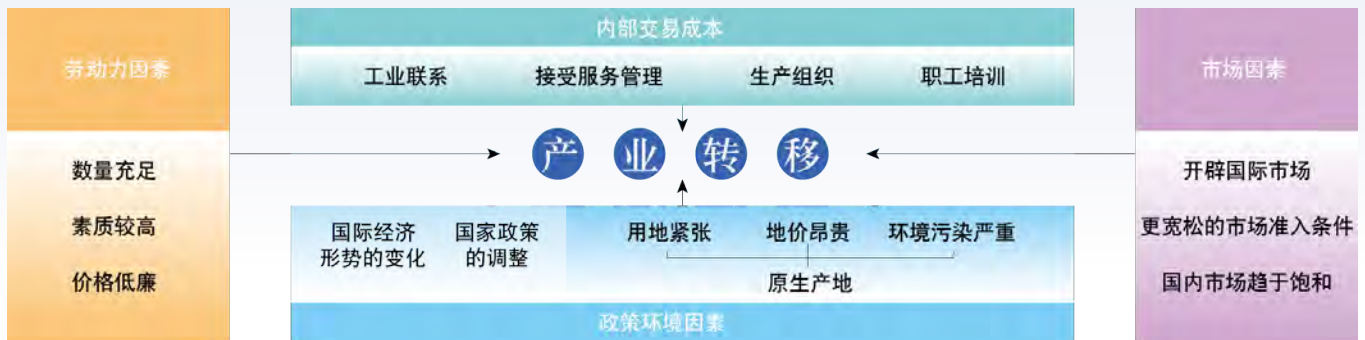 劳动力因素
数量充足
素质较高
价格低廉
内部交易成本
工业联系 接受服务管理 生产组织 职工培训
产业转移
国际经济
形势的变化
国家政策
的调整
用地紧张 地价昂贵 环境污染严重
原生产地
政策环境因素
市场因素
开辟国际市场
更宽松的市场准入条件
国内市场趋于饱和